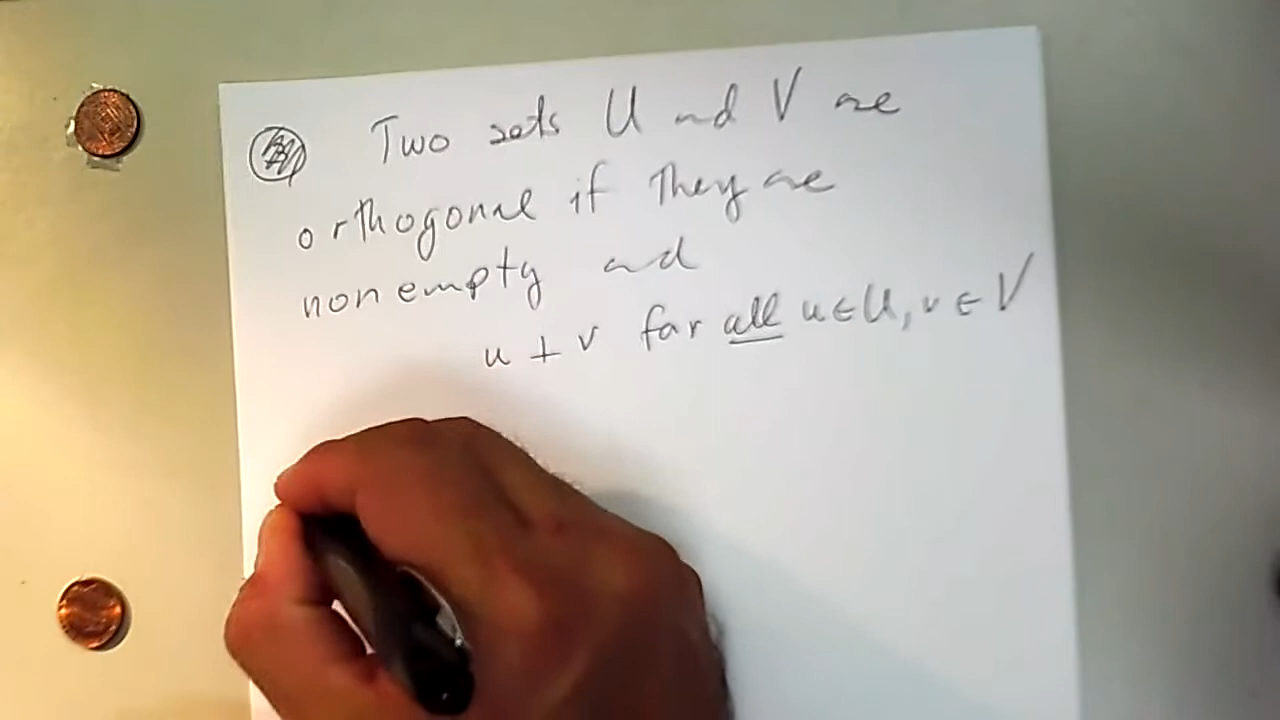 Two sets U and V are
orthogonal if they are
nonempty and
u ⊥ v for all u ∈ U, v ∈ V